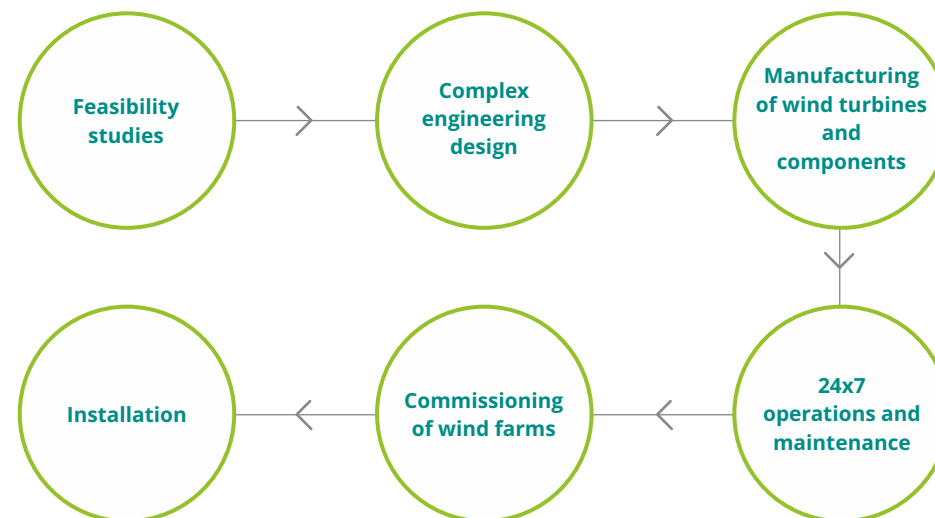 Feasibility
studies
Complex
engineering
design
Manufacturing
of wind turbines
and
components
24x7
operations and
maintenance
Commissioning
of wind farms
Installation